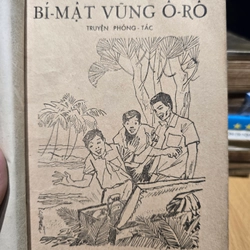 BÍ-MẬT VŨNG Ô-RÔ
TRUYỆN PHÓNG-TÁC